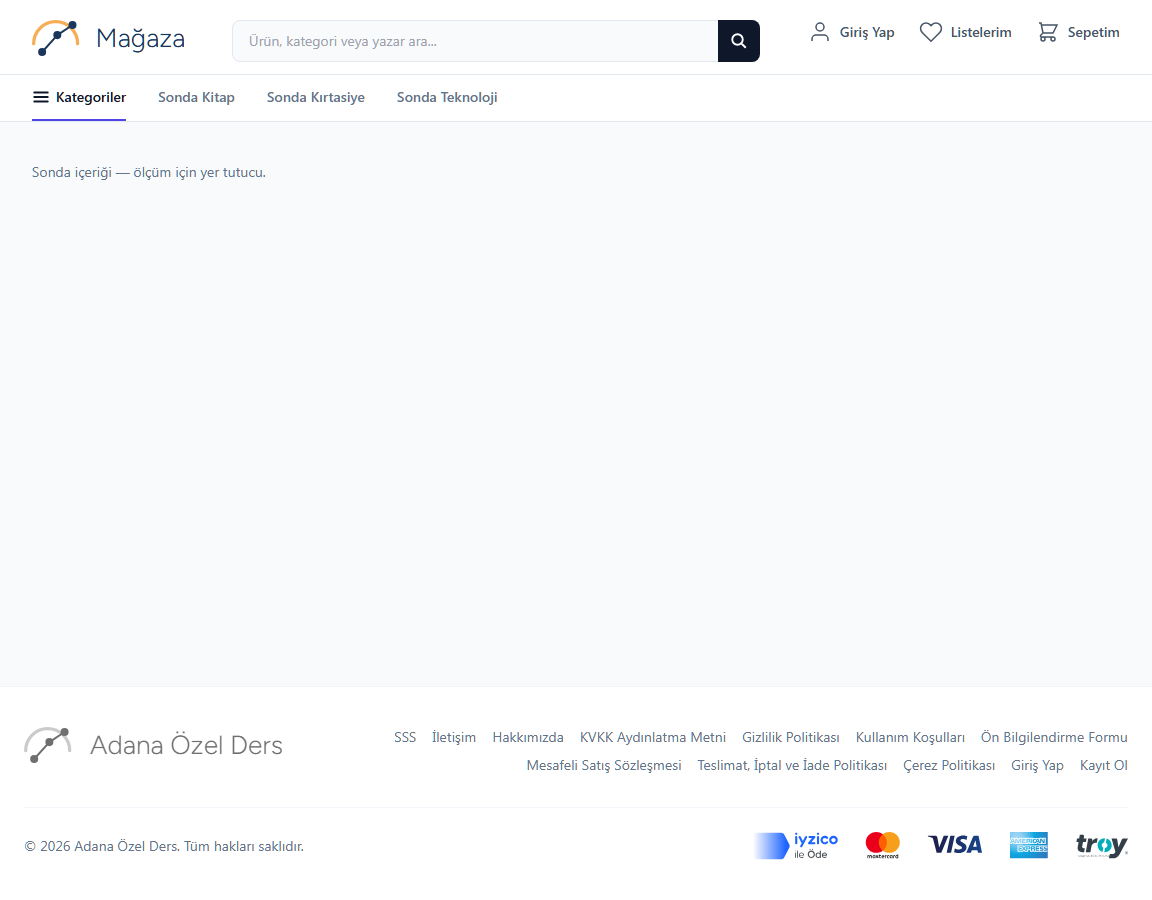 Mağaza
Ürün, kategori veya yazar ara...
Giriş Yap
Listelerim
Sepetim
Kategoriler
Sonda Kitap
Sonda Kırtasiye
Sonda Teknoloji
Sonda içeriği — ölçüm için yer tutucu.
Adana Özel Ders
SSS İletişim Hakkımızda KVKK Aydınlatma Metni Gizlilik Politikası Kullanım Koşulları Ön Bilgilendirme Formu
Mesafeli Satış Sözleşmesi Teslimat, İptal ve İade Politikası Çerez Politikası Giriş Yap Kayıt Ol
© 2026 Adana Özel Ders. Tüm hakları saklıdır.
iyzico
ile Öde
mastercard
VISA
AMERICAN
EXPRESS
troy